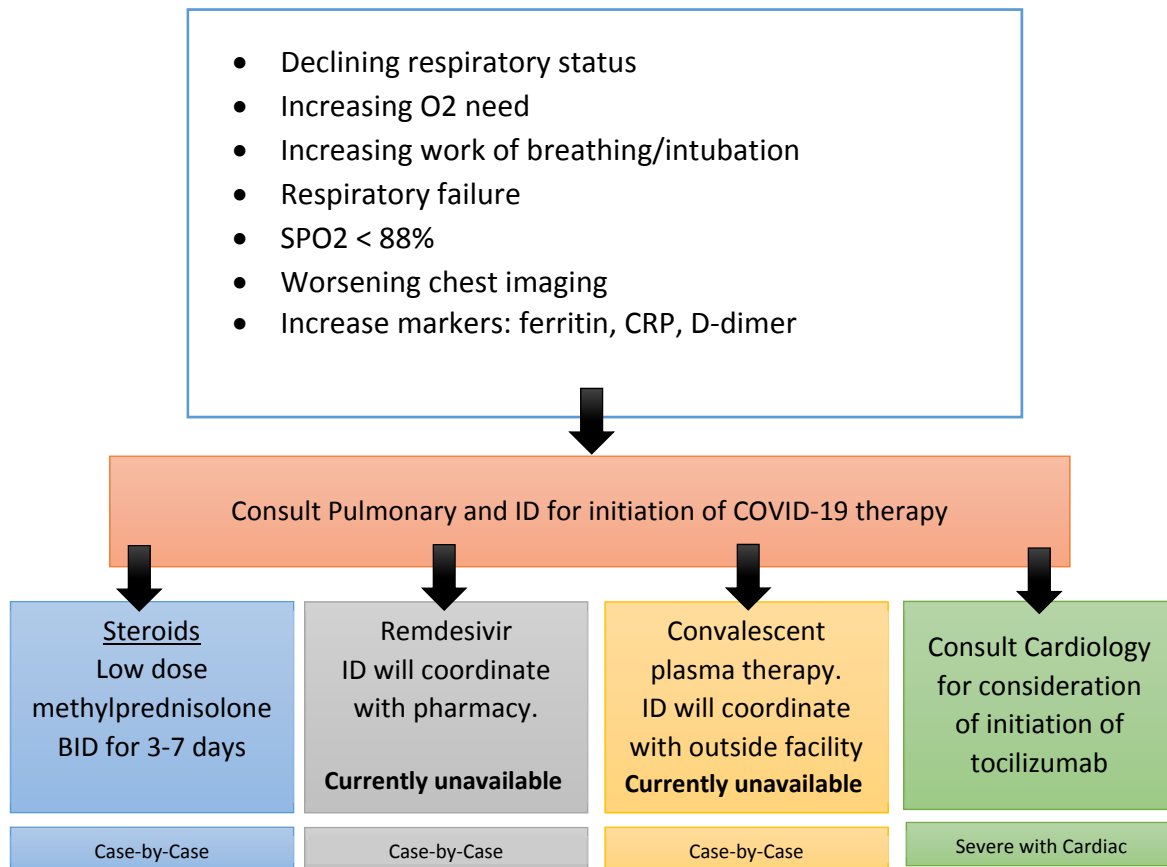 • Declining respiratory status
• Increasing O2 need
• Increasing work of breathing/intubation
• Respiratory failure
• SPO2 < 88%
• Worsening chest imaging
• Increase markers: ferritin, CRP, D-dimer
Consult Pulmonary and ID for initiation of COVID-19 therapy
Steroids
Low dose
methylprednisolone
BID for 3-7 days
Case-by-Case
Remdesivir
ID will coordinate
with pharmacy.
Currently unavailable
Case-by-Case
Convalescent
plasma therapy.
ID will coordinate
with outside facility
Currently unavailable
Case-by-Case
Consult Cardiology
for consideration
of initiation of
tocilizumab
Severe with Cardiac